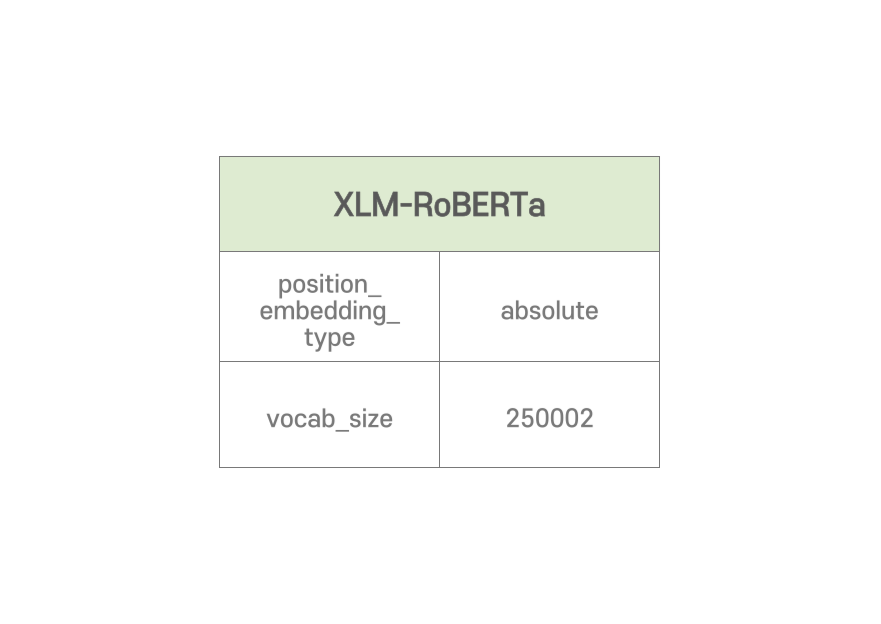 XLM-RoBERTa
position_
embedding_
type
absolute
vocab_size
250002